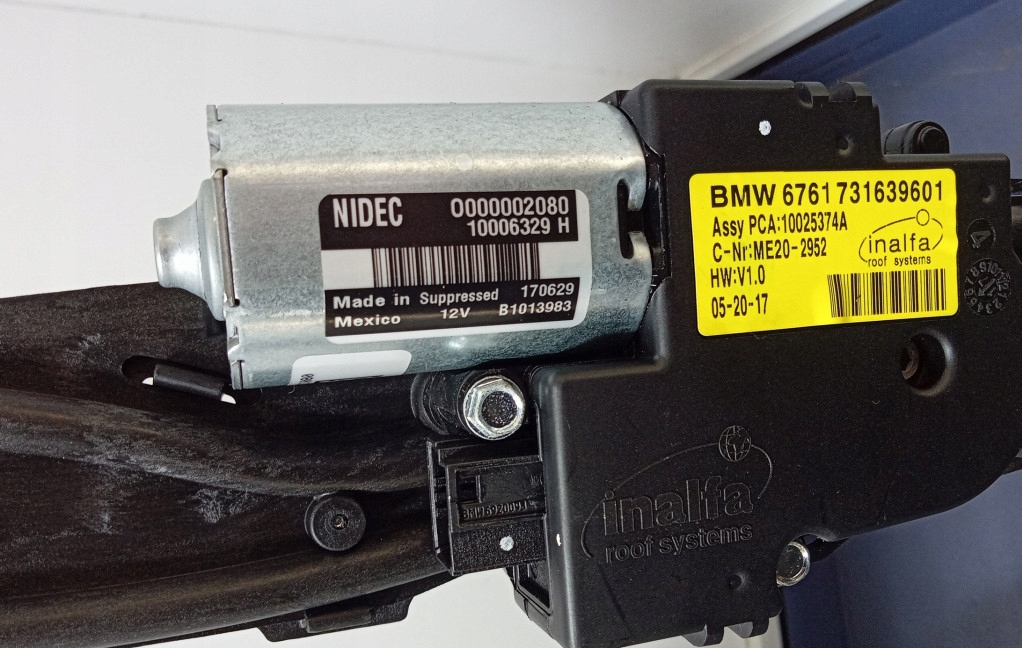 NIDEC 0000002080
10006329 H
Made in Suppressed 170629
Mexico 12V B1013983
BMW 6761 731639601
Assy PCA:10025374A
C-Nr:ME20-2952
HW:V1.0
05-20-17
inalfa
roof systems
inalfa
roof systems